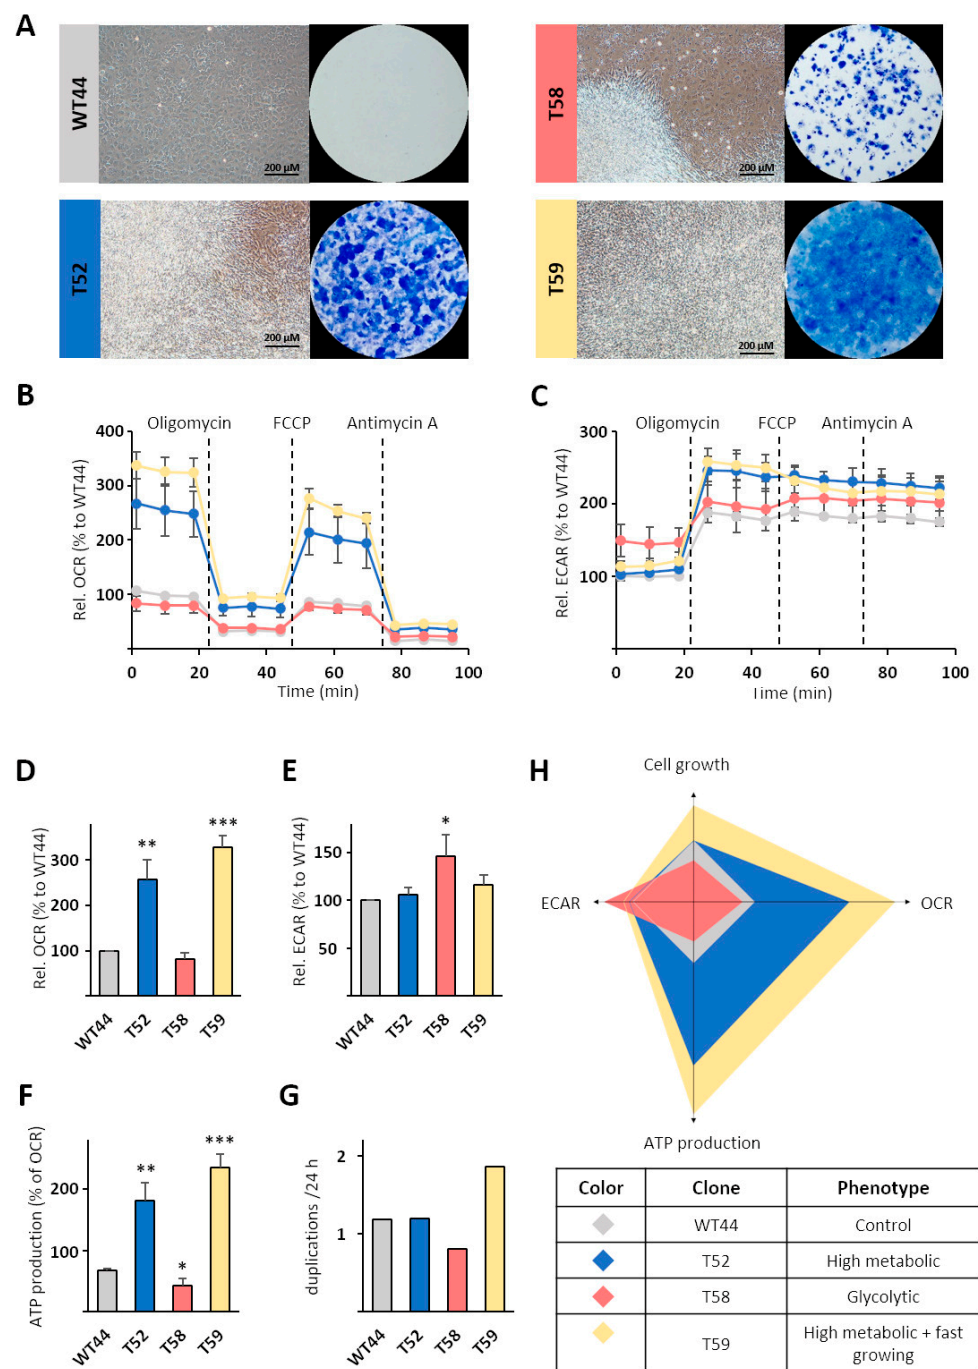 A
WT44
200 µM
T58
200 µM
T52
200 µM
T59
200 µM
B
Oligomycin
FCCP
Antimycin A
Rel. OCR (% to WT44)
400
300
200
100
0
20
40
60
80
100
Time (min)
C
Oligomycin
FCCP
Antimycin A
Rel. ECAR (% to WT44)
300
200
100
0
20
40
60
80
100
Time (min)
D
Rel. OCR (% to WT44)
300
200
100
**
***
WT44
T52
T58
T59
E
Rel. ECAR (% to WT44)
150
100
50
*
WT44
T52
T58
T59
F
ATP production (% of OCR)
200
100
**
*
***
WT44
T52
T58
T59
G
duplications /24 h
2
1
WT44
T52
T58
T59
H
Cell growth
ECAR
OCR
ATP production
Color Clone Phenotype
WT44 Control
T52 High metabolic
T58 Glycolytic
T59 High metabolic + fast
growing